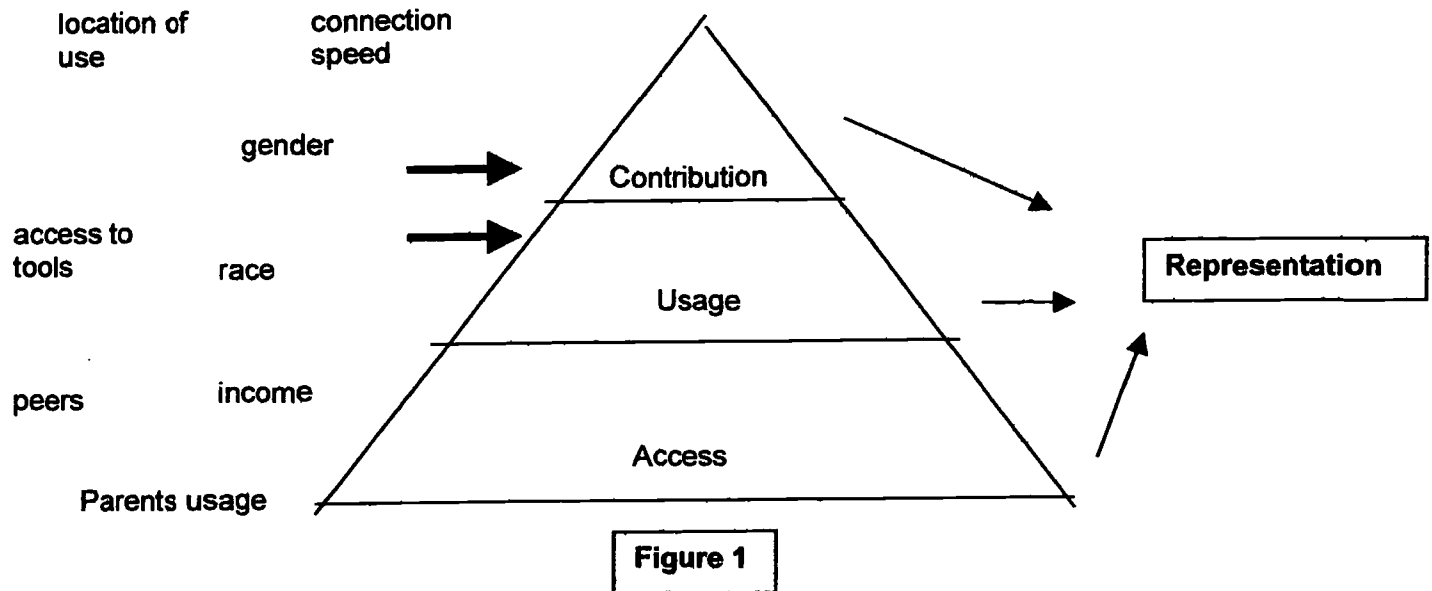 location of
use
connection
speed
gender
Contribution
access to
tools
race
Representation
Usage
peers
income
Access
Parents usage
Figure 1